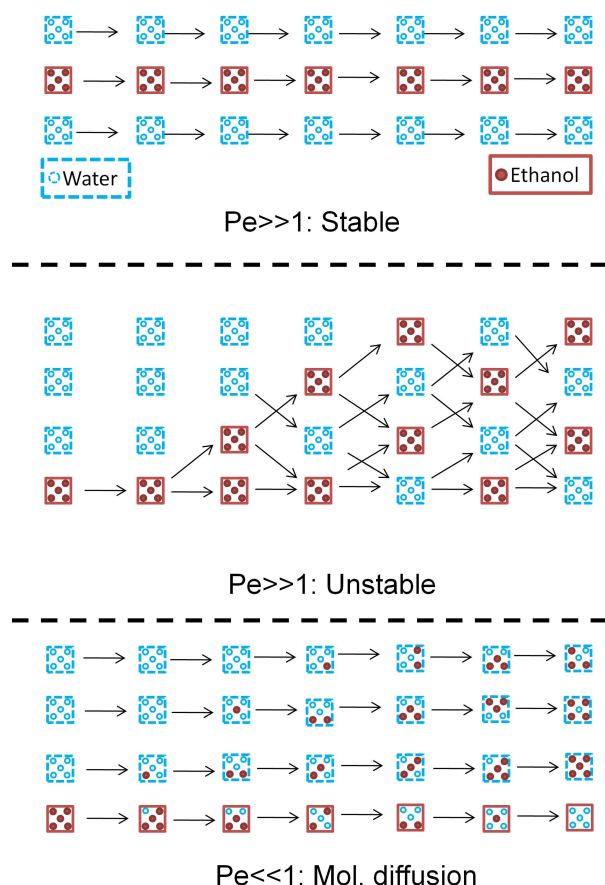 Water
Ethanol
Pe>>1: Stable
Pe>>1: Unstable
Pe<<1: Mol. diffusion